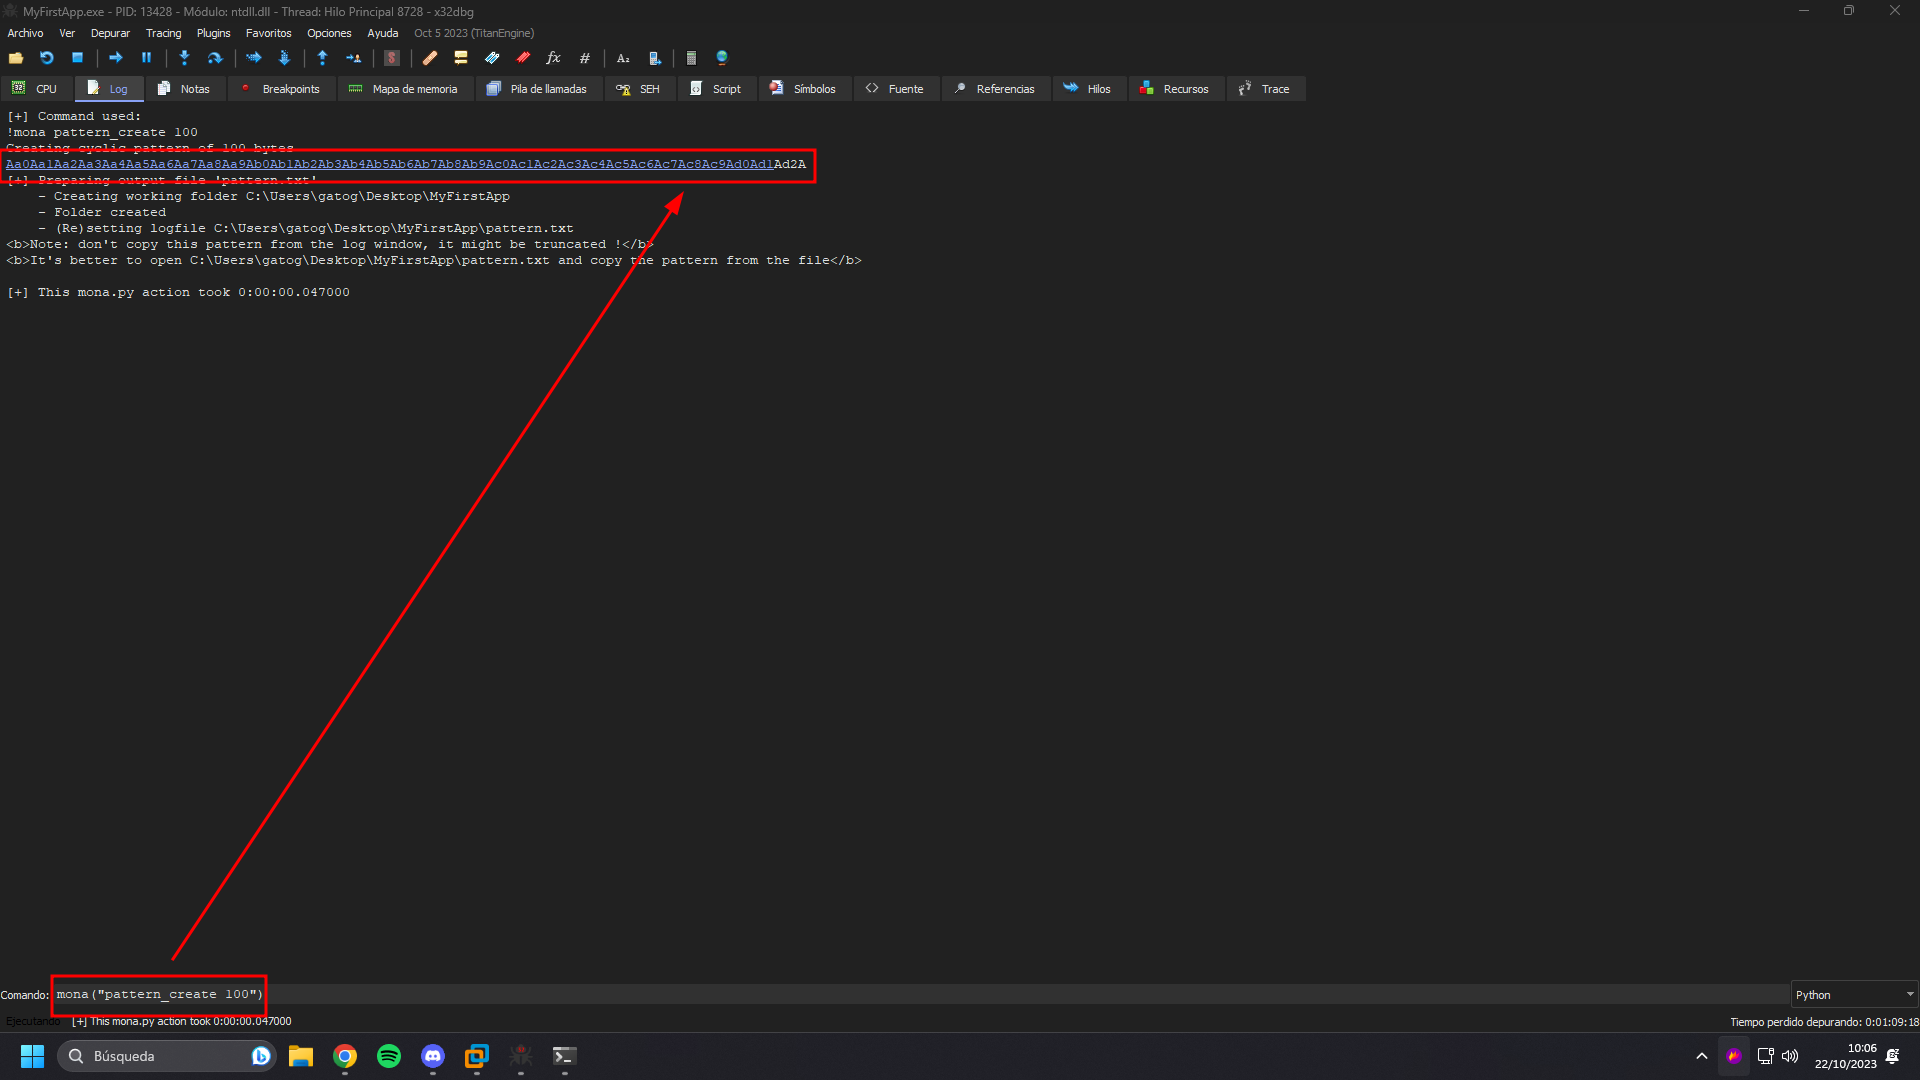 MyFirstApp.exe - PID: 13428 - Módulo: ntdll.dll - Thread: Hilo Principal 8728 - x32dbg
Archivo Ver Depurar Tracing Plugins Favoritos Opciones Ayuda Oct 5 2023 (TitanEngine)
CPU Log Notas Breakpoints Mapa de memoria Pila de llamadas SEH Script Símbolos Fuente Referencias Hilos Recursos Trace
[+] Command used:
!mona pattern_create 100
Creating cyclic pattern of 100 bytes
Aa0Aa1Aa2Aa3Aa4Aa5Aa6Aa7Aa8Aa9Ab0Ab1Ab2Ab3Ab4Ab5Ab6Ab7Ab8Ab9Ac0Ac1Ac2Ac3Ac4Ac5Ac6Ac7Ac8Ac9Ad0Ad1Ad2A
[+] Preparing output file 'pattern.txt'
- Creating working folder C:\Users\gatog\Desktop\MyFirstApp
- Folder created
- (Re)setting logfile C:\Users\gatog\Desktop\MyFirstApp\pattern.txt
<b>Note: don't copy this pattern from the log window, it might be truncated !</b>
<b>It's better to open C:\Users\gatog\Desktop\MyFirstApp\pattern.txt and copy the pattern from the file</b>
[+] This mona.py action took 0:00:00.047000
Comando: mona("pattern_create 100") Python
Ejecutando [+] This mona.py action took 0:00:00.047000 Tiempo perdido depurando: 0:01:09:18
Búsqueda
10:06
22/10/2023